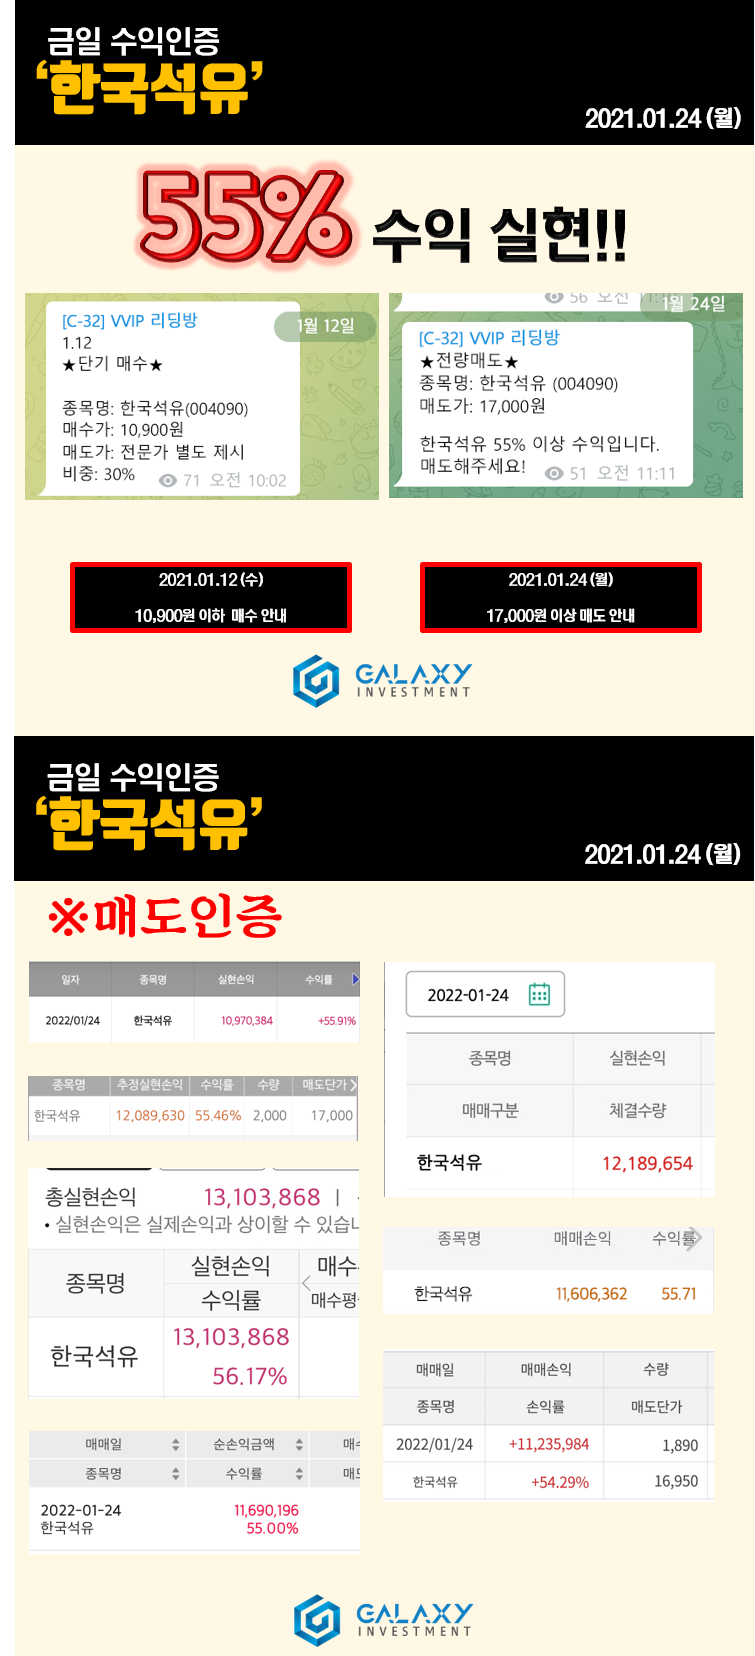 금일 수익인증
‘한국석유’
2021.01.24 (월)
55% 수익 실현!!
[C-32] VVIP 리딩방
1월 12일
1.12
★단기 매수★
종목명: 한국석유(004090)
매수가: 10,900원
매도가: 전문가 별도 제시
비중: 30%
71 오전 10:02
56 오전 11:1
1월 24일
[C-32] VVIP 리딩방
★전량매도★
종목명: 한국석유 (004090)
매도가: 17,000원
한국석유 55% 이상 수익입니다.
매도해주세요!
51 오전 11:11
2021.01.12 (수)
10,900원 이하 매수 안내
2021.01.24 (월)
17,000원 이상 매도 안내
GALAXY
INVESTMENT
금일 수익인증
‘한국석유’
2021.01.24 (월)
※매도인증
일자 종목명 실현손익 수익률
2022/01/24 한국석유 10,970,384 +55.91%
종목명 추정실현손익 수익률 수량 매도단가
한국석유 12,089,630 55.46% 2,000 17,000
총실현손익 13,103,868 |
• 실현손익은 실제손익과 상이할 수 있습니
종목명 실현손익 매수
수익률 매수평
한국석유 13,103,868
56.17%
매매일 순손익금액 매수
종목명 수익률 매도
2022-01-24 11,690,196
한국석유 55.00%
2022-01-24
종목명 실현손익
매매구분 체결수량
한국석유 12,189,654
종목명 매매손익 수익률
한국석유 11,606,362 55.71
매매일 매매손익 수량
종목명 손익률 매도단가
2022/01/24 +11,235,984 1,890
한국석유 +54.29% 16,950
GALAXY
INVESTMENT